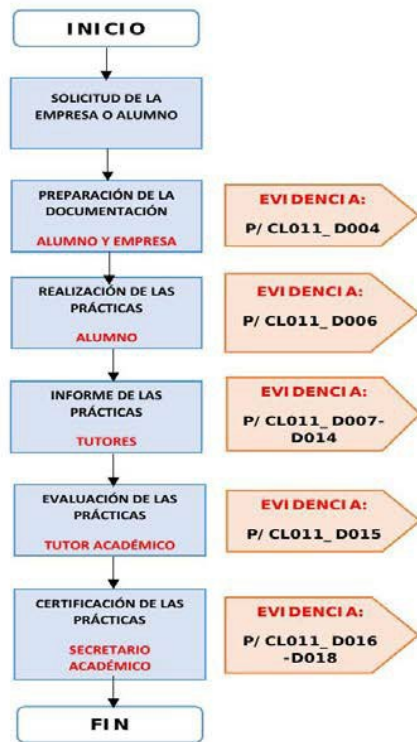 INICIO
SOLICITUD DE LA
EMPRESA O ALUMNO
PREPARACIÓN DE LA
DOCUMENTACIÓN
ALUMNO Y EMPRESA
EVIDENCIA:
P/CL011_D004
REALIZACIÓN DE LAS
PRÁCTICAS
ALUMNO
EVIDENCIA:
P/CL011_D006
INFORME DE LAS
PRÁCTICAS
TUTORES
EVIDENCIA:
P/CL011_D007-
D014
EVALUACIÓN DE LAS
PRÁCTICAS
TUTOR ACADÉMICO
EVIDENCIA:
P/CL011_D015
CERTIFICACIÓN DE LAS
PRÁCTICAS
SECRETARIO
ACADÉMICO
EVIDENCIA:
P/CL011_D016
-D018
FIN